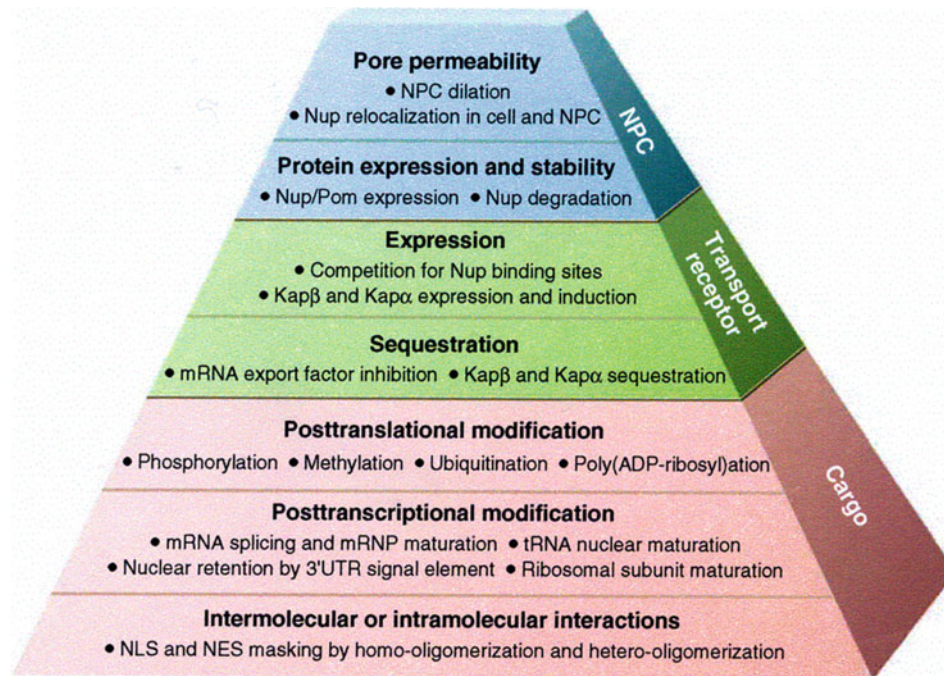 Pore permeability
● NPC dilation
● Nup relocalization in cell and NPC
NPC
Protein expression and stability
● Nup/Pom expression ● Nup degradation
Expression
● Competition for Nup binding sites
● Kapβ and Kapα expression and induction
Transport
receptor
Sequestration
● mRNA export factor inhibition ● Kapβ and Kapα sequestration
Posttranslational modification
● Phosphorylation ● Methylation ● Ubiquitination ● Poly(ADP-ribosyl)ation
Cargo
Posttranscriptional modification
● mRNA splicing and mRNP maturation ● tRNA nuclear maturation
● Nuclear retention by 3'UTR signal element ● Ribosomal subunit maturation
Intermolecular or intramolecular interactions
● NLS and NES masking by homo-oligomerization and hetero-oligomerization